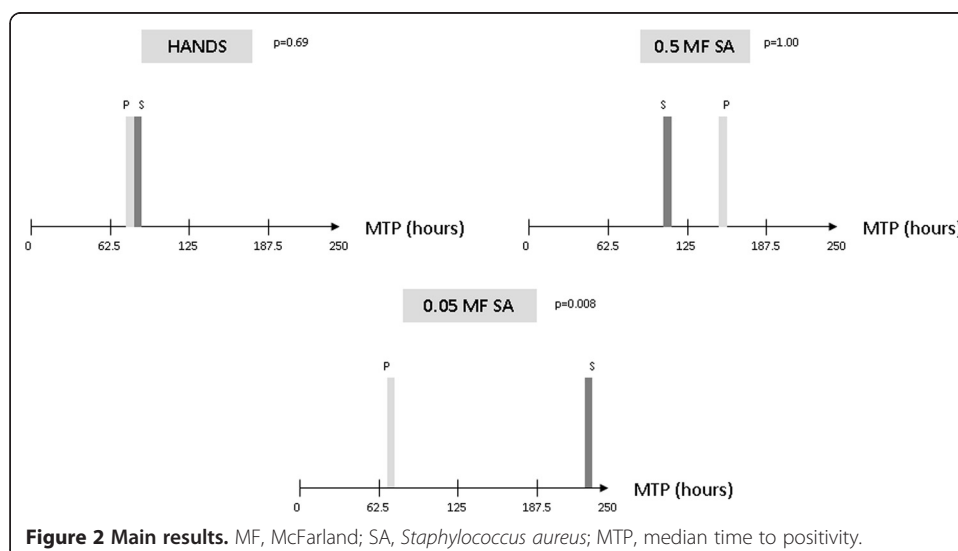 HANDS p=0.69
P S
MTP (hours)
0 62.5 125 187.5 250
0.5 MF SA p=1.00
S P
MTP (hours)
0 62.5 125 187.5 250
0.05 MF SA p=0.008
P S
MTP (hours)
0 62.5 125 187.5 250
Figure 2 Main results. MF, McFarland; SA, Staphylococcus aureus; MTP, median time to positivity.